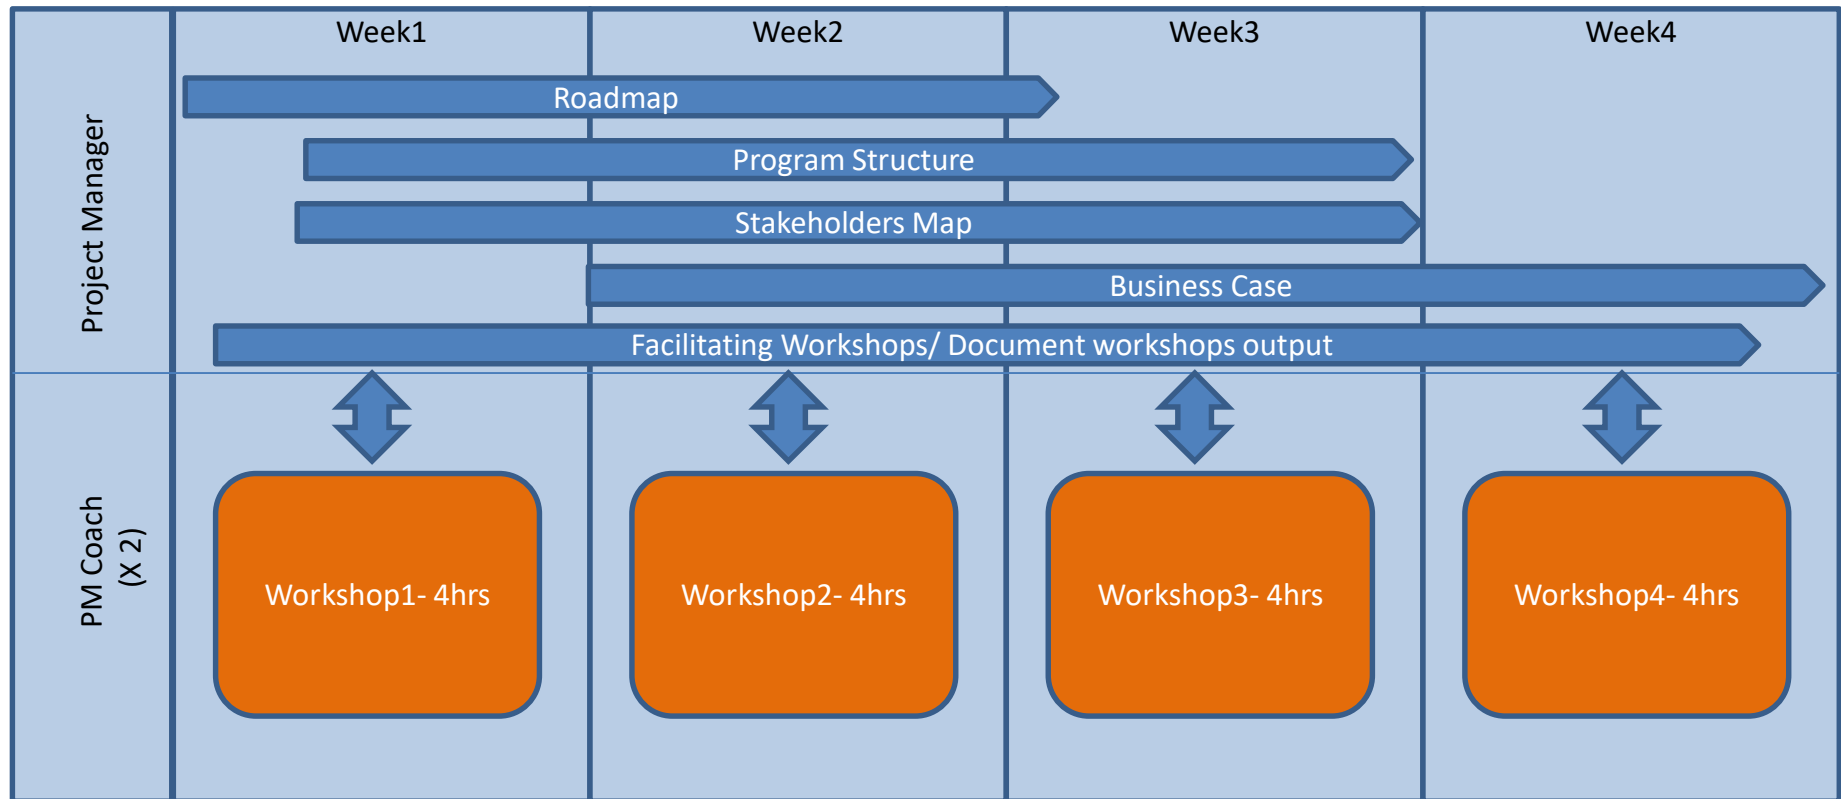 Week1
Week2
Week3
Week4
Project Manager
Roadmap
Program Structure
Stakeholders Map
Business Case
Facilitating Workshops/ Document workshops output
PM Coach
(X 2)
Workshop1- 4hrs
Workshop2- 4hrs
Workshop3- 4hrs
Workshop4- 4hrs